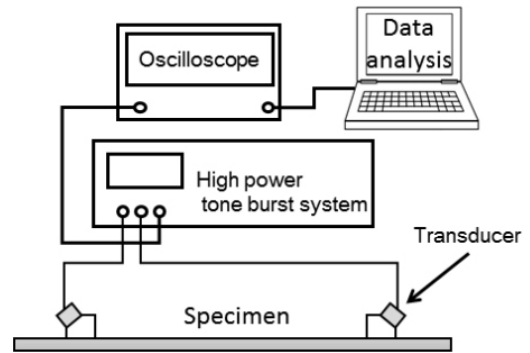 Data
analysis
Oscilloscope
High power
tone burst system
Transducer
Specimen